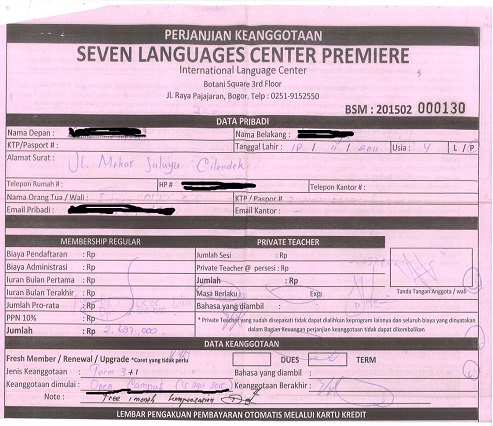 PERJANJIAN KEANGGOTAAN
SEVEN LANGUAGES CENTER PREMIERE
International Language Center
Botani Square 3rd Floor
Jl. Raya Pajajaran, Bogor. Telp : 0251-9152550
BSM : 201502 000130
DATA PRIBADI
Nama Depan : Nama Belakang :
KTP/Pasport # : Tanggal Lahir : 18 / 11 / 2011 Usia : 4 L / P
Alamat Surat : Jl. Mekar Cilendek
Telepon Rumah # : HP # Telepon Kantor # :
Nama Orang Tua / Wali : KTP / Paspor # :
Email Pribadi : Email Kantor : -
MEMBERSHIP REGULAR PRIVATE TEACHER
Biaya Pendaftaran : Rp Jumlah Sesi : Rp
Biaya Administrasi : Rp Private Teacher @ persesi : Rp
Iuran Bulan Pertama : Rp Jumlah : Rp
Iuran Bulan Terakhir : Rp Masa Berlaku Exp
Jumlah Pro-rata : Rp Bahasa yang diambil : Tanda Tangan Anggota / wali
PPN 10% : Rp * Private Teacher yang sudah disepakati tidak dapat dialihkan keprogram lainnya dan seluruh biaya yang dinyatakan
Jumlah : Rp 2.687.000 dalam Bagian Keuangan perjanjian keanggotaan tidak dapat dikembalikan
DATA KEANGGOTAAN
Fresh Member / Renewal / Upgrade *Coret yang tidak perlu DUES TERM
Jenis Keanggotaan : Term 3+1 Bahasa yang diambil :
Keanggotaan dimulai : Open Keanggotaan Berakhir :
Note : Free 1 month
LEMBAR PENGAKUAN PEMBAYARAN OTOMATIS MELALUI KARTU KREDIT